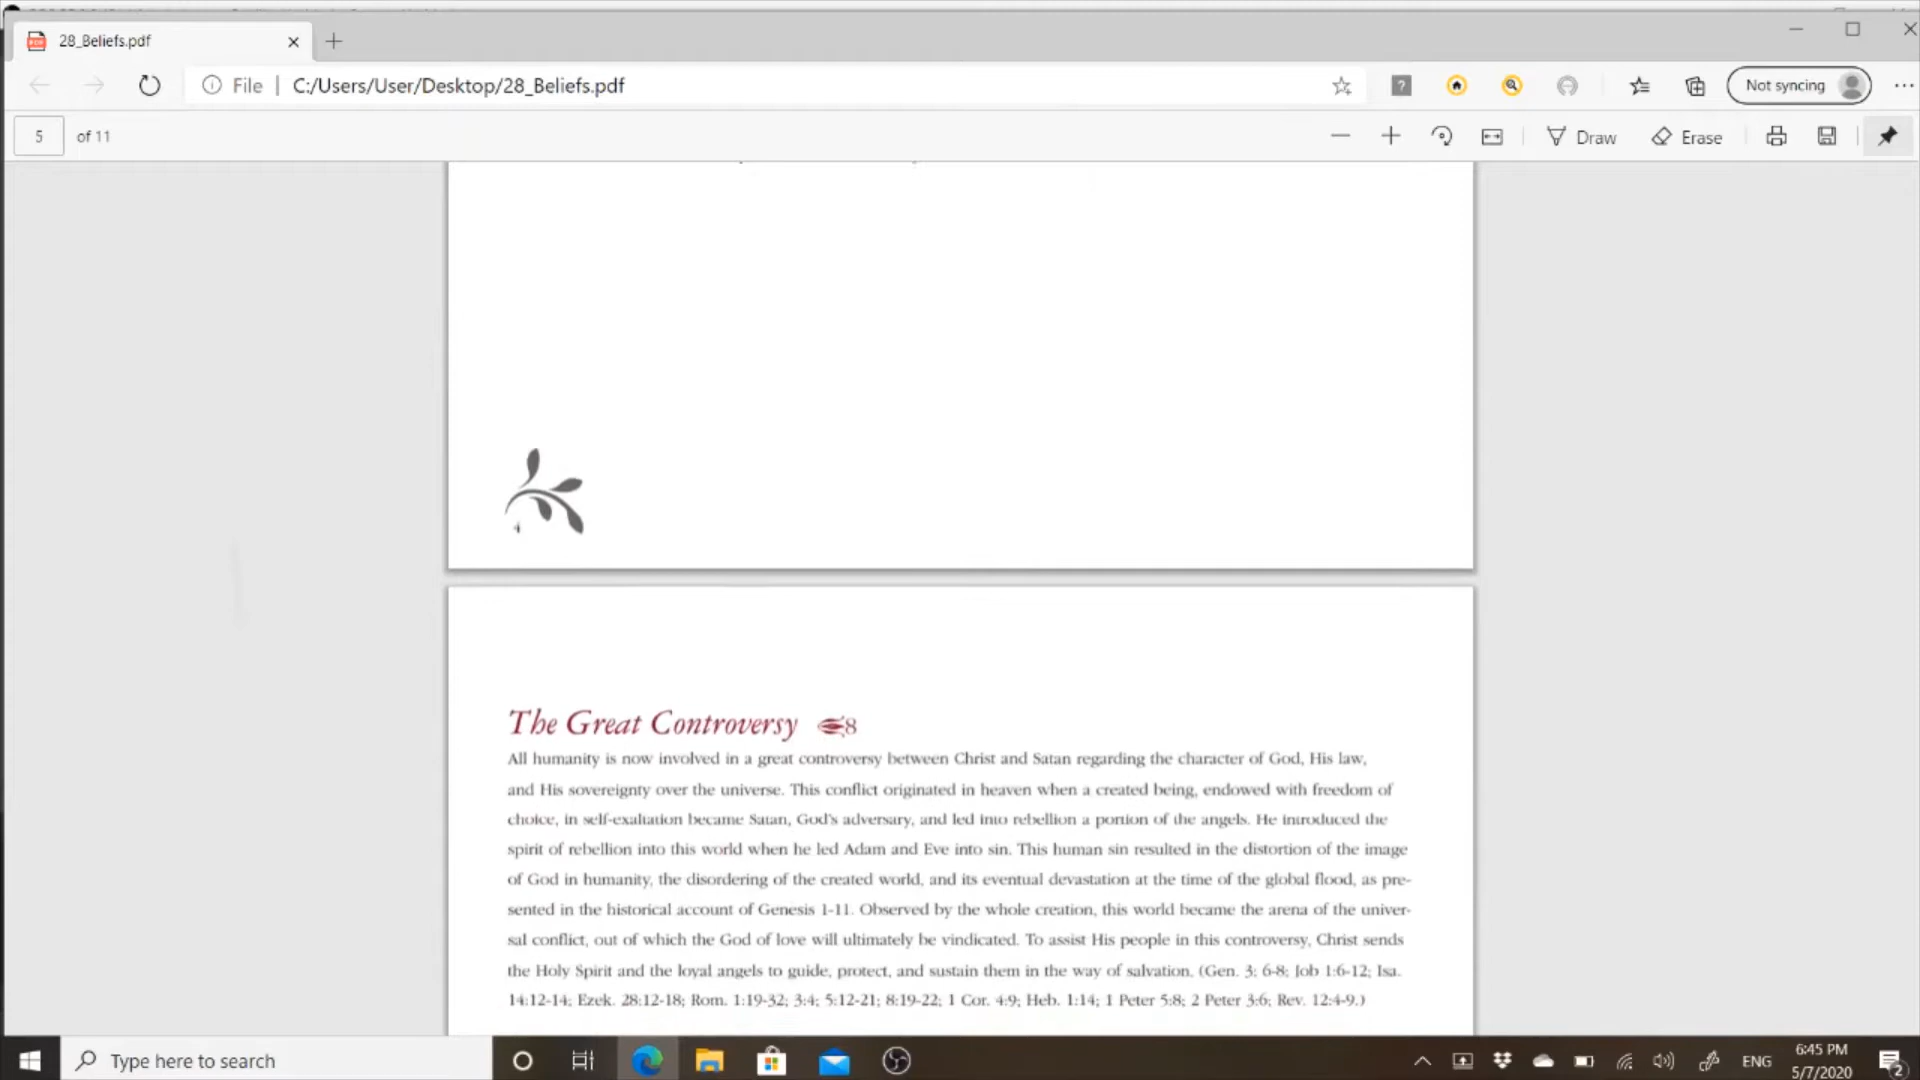 28_Beliefs.pdf
File
C:/Users/User/Desktop/28_Beliefs.pdf
Not syncing
5 of 11
Draw
Erase
4
The Great Controversy 8
All humanity is now involved in a great controversy between Christ and Satan regarding the character of God, His law,
and His sovereignty over the universe. This conflict originated in heaven when a created being, endowed with freedom of
choice, in self-exaltation became Satan, God's adversary, and led into rebellion a portion of the angels. He introduced the
spirit of rebellion into this world when he led Adam and Eve into sin. This human sin resulted in the distortion of the image
of God in humanity, the disordering of the created world, and its eventual devastation at the time of the global flood, as pre-
sented in the historical account of Genesis 1-11. Observed by the whole creation, this world became the arena of the univer-
sal conflict, out of which the God of love will ultimately be vindicated. To assist His people in this controversy, Christ sends
the Holy Spirit and the loyal angels to guide, protect, and sustain them in the way of salvation. (Gen. 3; 6-8; Job 1:6-12; Isa.
14:12-14; Ezek. 28:12-18; Rom. 1:19-32; 3:4; 5:12-21; 8:19-22; 1 Cor. 4:9; Heb. 1:14; 1 Peter 5:8; 2 Peter 3:6; Rev. 12:4-9.)
Type here to search
ENG
6:45 PM
5/7/2020
2